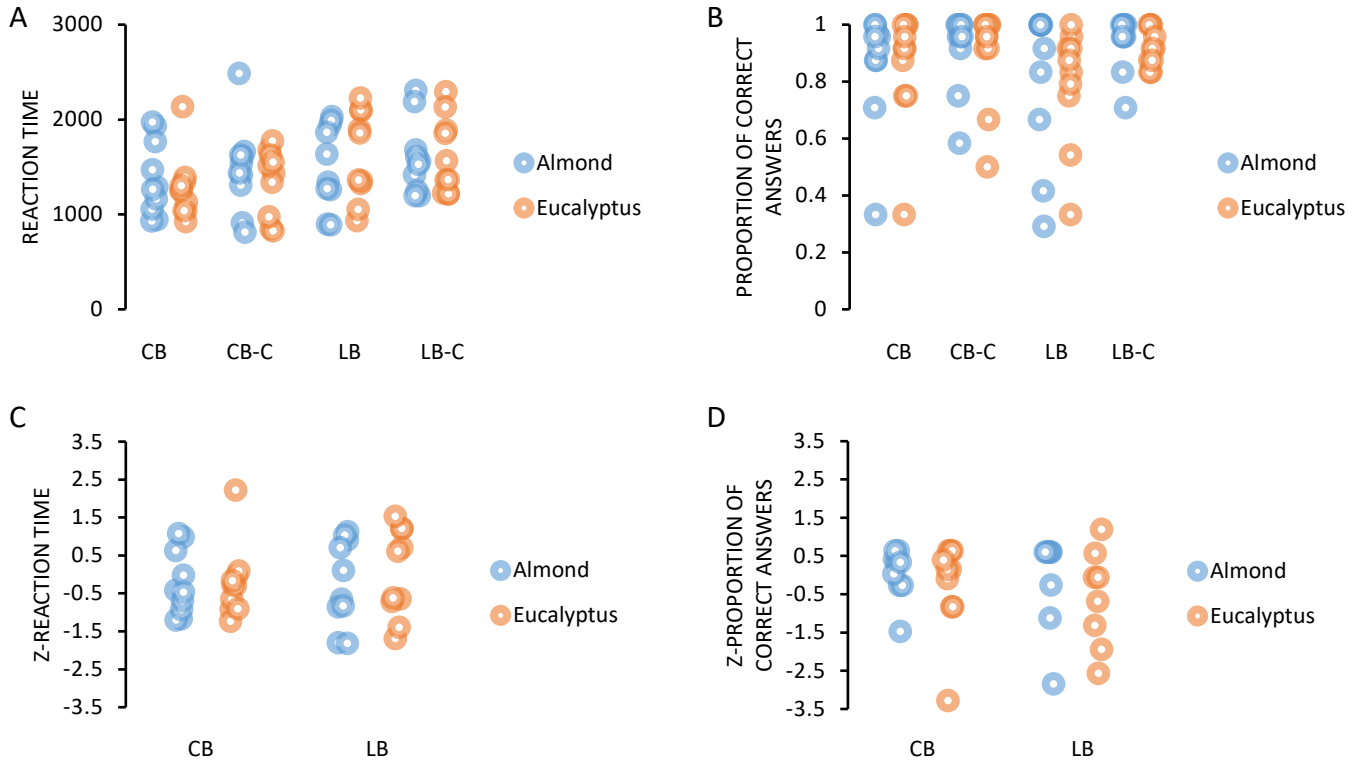 A
REACTION TIME
3000
2000
1000
0
CB
CB-C
LB
LB-C
Almond
Eucalyptus
B
PROPORTION OF CORRECT
ANSWERS
1
0.8
0.6
0.4
0.2
0
CB
CB-C
LB
LB-C
Almond
Eucalyptus
C
Z-REACTION TIME
3.5
2.5
1.5
0.5
-0.5
-1.5
-2.5
-3.5
CB
LB
Almond
Eucalyptus
D
Z-PROPORTION OF
CORRECT ANSWERS
3.5
2.5
1.5
0.5
-0.5
-1.5
-2.5
-3.5
CB
LB
Almond
Eucalyptus